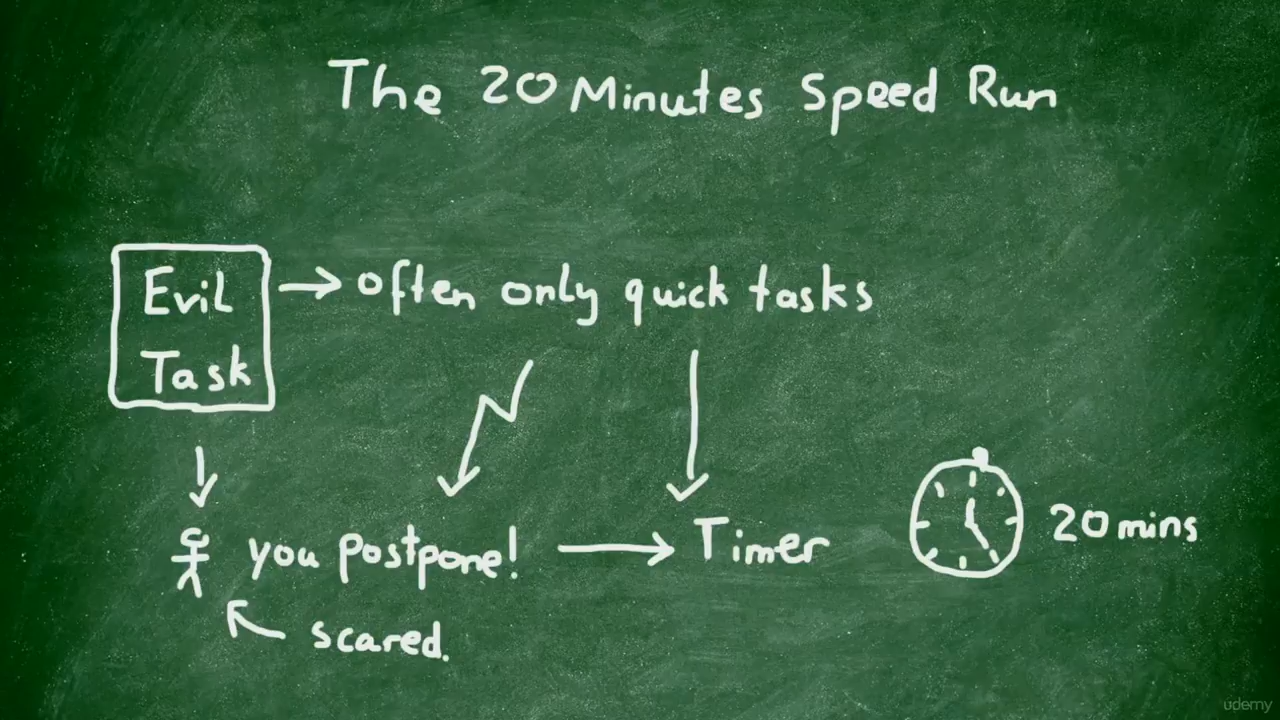 The 20 Minutes Speed Run
Evil
Task
often only quick tasks
you postpone!
Timer
20 mins
scared.
udemy